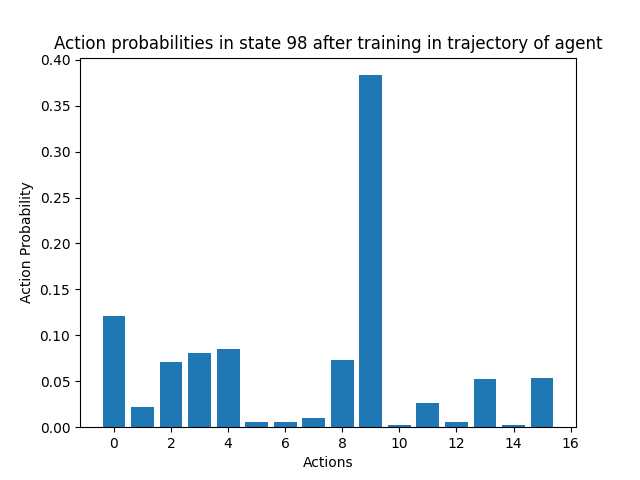 Action probabilities in state 98 after training in trajectory of agent
0.40
0.35
0.30
0.25
0.20
0.15
0.10
0.05
0.00
Action Probability
0 2 4 6 8 10 12 14 16
Actions